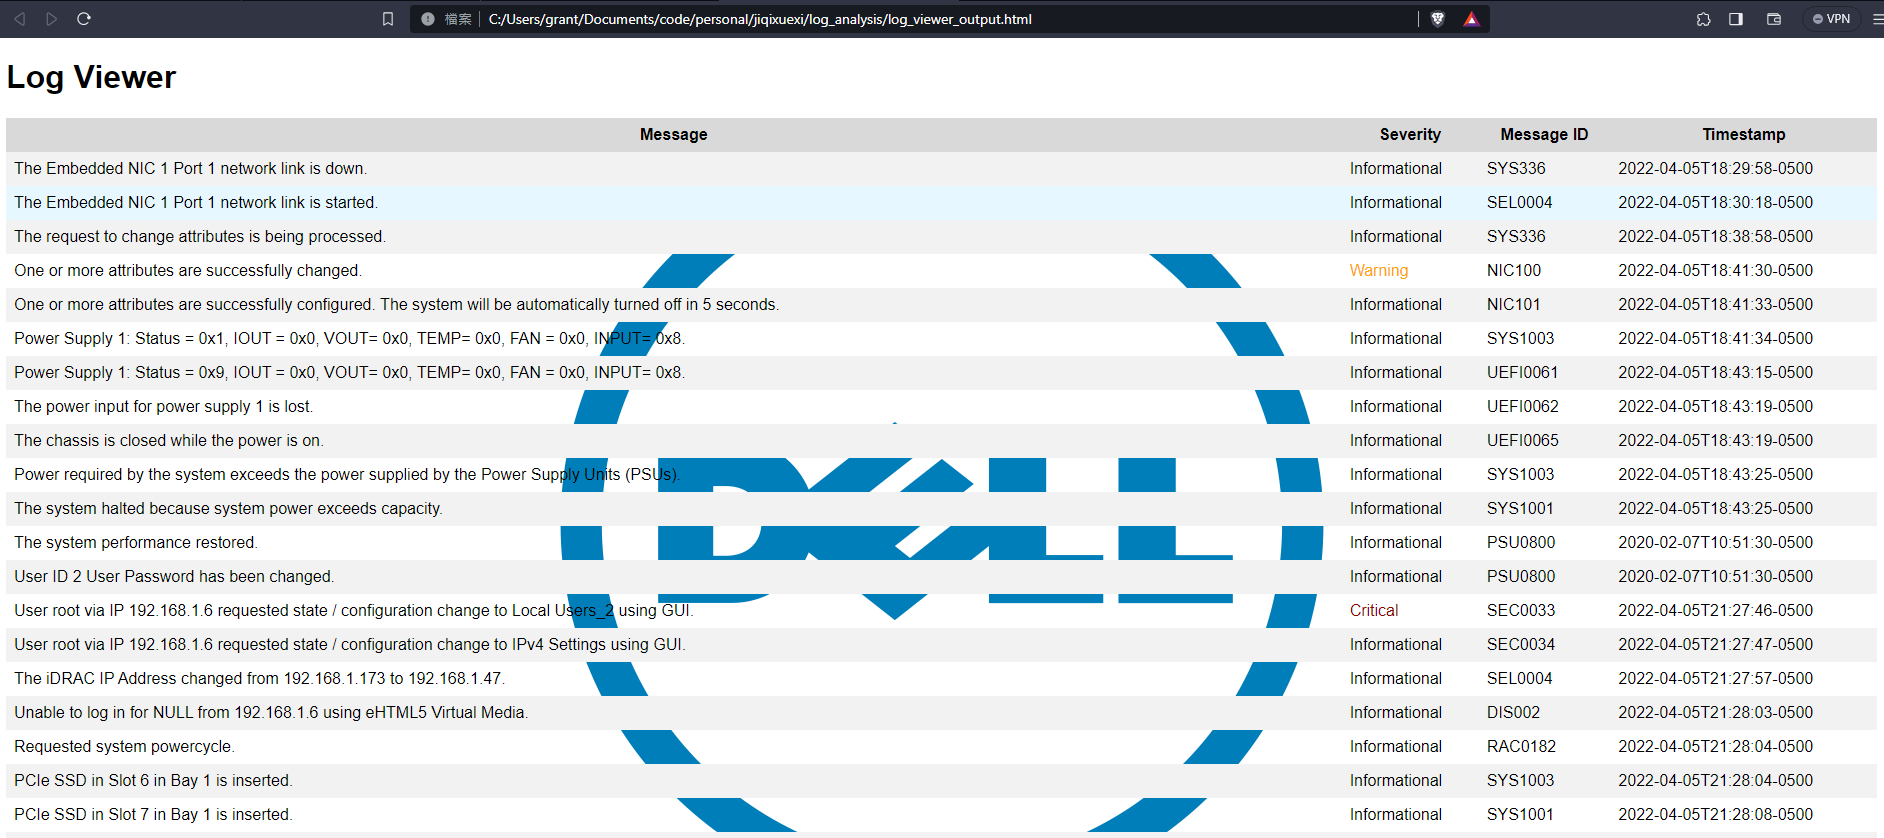 檔案 C:/Users/grant/Documents/code/personal/jiqixuexi/log_analysis/log_viewer_output.html VPN
Log Viewer
Message Severity Message ID Timestamp
The Embedded NIC 1 Port 1 network link is down. Informational SYS336 2022-04-05T18:29:58-0500
The Embedded NIC 1 Port 1 network link is started. Informational SEL0004 2022-04-05T18:30:18-0500
The request to change attributes is being processed. Informational SYS336 2022-04-05T18:38:58-0500
One or more attributes are successfully changed. Warning NIC100 2022-04-05T18:41:30-0500
One or more attributes are successfully configured. The system will be automatically turned off in 5 seconds. Informational NIC101 2022-04-05T18:41:33-0500
Power Supply 1: Status = 0x1, IOUT = 0x0, VOUT= 0x0, TEMP= 0x0, FAN = 0x0, INPUT= 0x8. Informational SYS1003 2022-04-05T18:41:34-0500
Power Supply 1: Status = 0x9, IOUT = 0x0, VOUT= 0x0, TEMP= 0x0, FAN = 0x0, INPUT= 0x8. Informational UEFI0061 2022-04-05T18:43:15-0500
The power input for power supply 1 is lost. Informational UEFI0062 2022-04-05T18:43:19-0500
The chassis is closed while the power is on. Informational UEFI0065 2022-04-05T18:43:19-0500
Power required by the system exceeds the power supplied by the Power Supply Units (PSUs). Informational SYS1003 2022-04-05T18:43:25-0500
The system halted because system power exceeds capacity. Informational SYS1001 2022-04-05T18:43:25-0500
The system performance restored. Informational PSU0800 2020-02-07T10:51:30-0500
User ID 2 User Password has been changed. Informational PSU0800 2020-02-07T10:51:30-0500
User root via IP 192.168.1.6 requested state / configuration change to Local Users_2 using GUI. Critical SEC0033 2022-04-05T21:27:46-0500
User root via IP 192.168.1.6 requested state / configuration change to IPv4 Settings using GUI. Informational SEC0034 2022-04-05T21:27:47-0500
The iDRAC IP Address changed from 192.168.1.173 to 192.168.1.47. Informational SEL0004 2022-04-05T21:27:57-0500
Unable to log in for NULL from 192.168.1.6 using eHTML5 Virtual Media. Informational DIS002 2022-04-05T21:28:03-0500
Requested system powercycle. Informational RAC0182 2022-04-05T21:28:04-0500
PCIe SSD in Slot 6 in Bay 1 is inserted. Informational SYS1003 2022-04-05T21:28:04-0500
PCIe SSD in Slot 7 in Bay 1 is inserted. Informational SYS1001 2022-04-05T21:28:08-0500
DELL